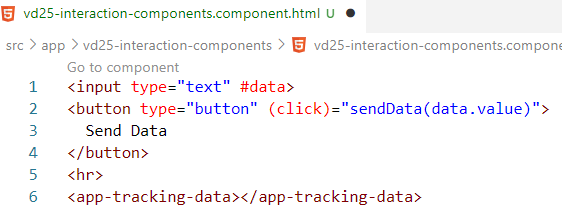 vd25-interaction-components.component.html U ●
src > app > vd25-interaction-components > vd25-interaction-components.compone
Go to component
1 <input type="text" #data>
2 <button type="button" (click)="sendData(data.value)">
3   Send Data
4 </button>
5 <hr>
6 <app-tracking-data></app-tracking-data>